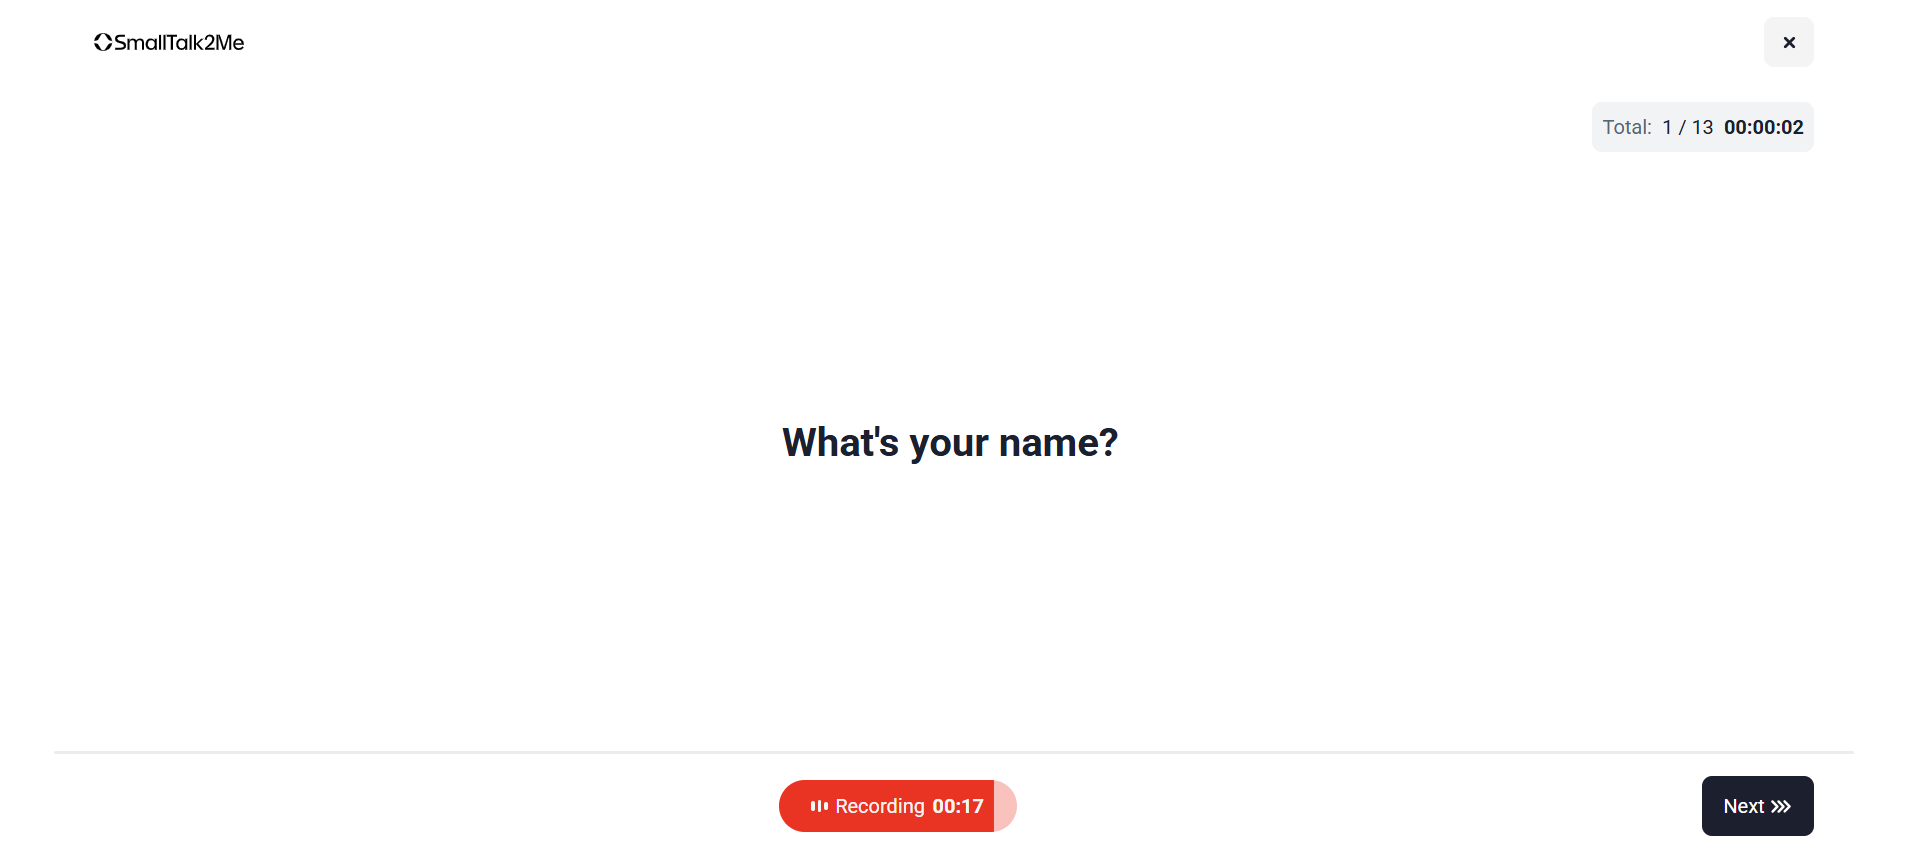 SmallTalk2Me
Total: 1 / 13 00:00:02
What's your name?
Recording 00:17
Next